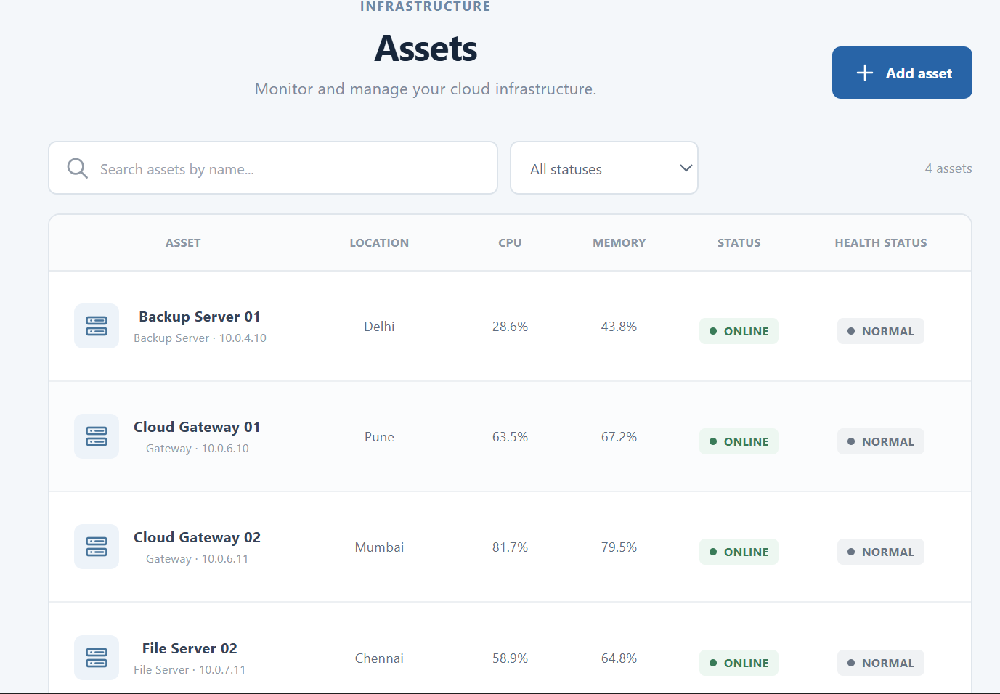 INFRASTRUCTURE
Assets
Monitor and manage your cloud infrastructure.
Add asset
Search assets by name...
All statuses
4 assets
ASSET LOCATION CPU MEMORY STATUS HEALTH STATUS
Backup Server 01
Backup Server · 10.0.4.10
Delhi 28.6% 43.8% ONLINE NORMAL
Cloud Gateway 01
Gateway · 10.0.6.10
Pune 63.5% 67.2% ONLINE NORMAL
Cloud Gateway 02
Gateway · 10.0.6.11
Mumbai 81.7% 79.5% ONLINE NORMAL
File Server 02
File Server · 10.0.7.11
Chennai 58.9% 64.8% ONLINE NORMAL